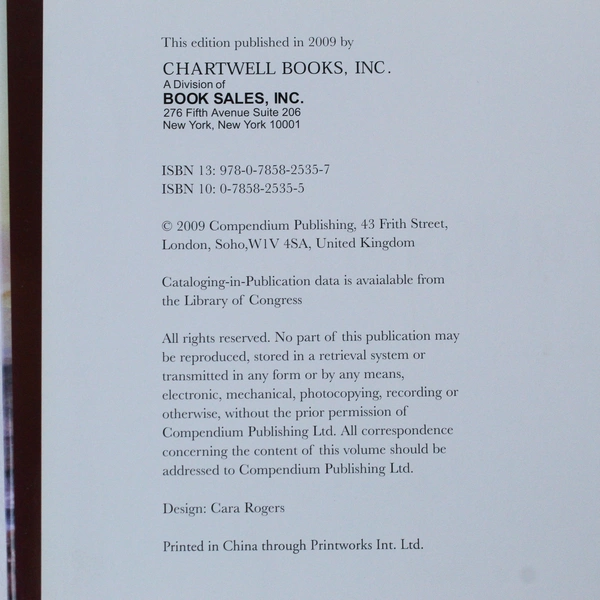 This edition published in 2009 by
CHARTWELL BOOKS, INC.
A Division of
BOOK SALES, INC.
276 Fifth Avenue Suite 206
New York, New York 10001
ISBN 13: 978-0-7858-2535-7
ISBN 10: 0-7858-2535-5
© 2009 Compendium Publishing, 43 Frith Street,
London, Soho,W1V 4SA, United Kingdom
Cataloging-in-Publication data is avaialable from
the Library of Congress
All rights reserved. No part of this publication may
be reproduced, stored in a retrieval system or
transmitted in any form or by any means,
electronic, mechanical, photocopying, recording or
otherwise, without the prior permission of
Compendium Publishing Ltd. All correspondence
concerning the content of this volume should be
addressed to Compendium Publishing Ltd.
Design: Cara Rogers
Printed in China through Printworks Int. Ltd.